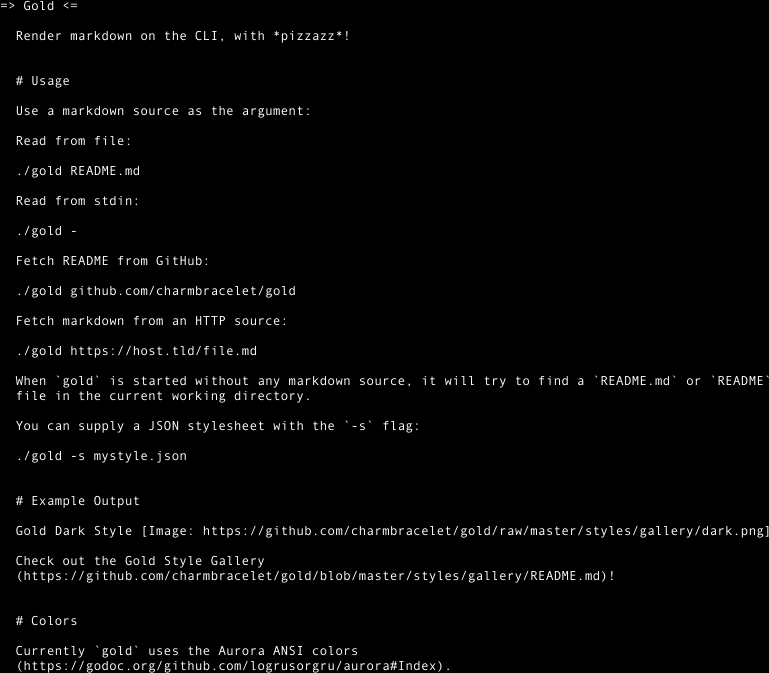 => Gold <=
Render markdown on the CLI, with *pizzazz*!
# Usage
Use a markdown source as the argument:
Read from file:
./gold README.md
Read from stdin:
./gold -
Fetch README from GitHub:
./gold github.com/charmbracelet/gold
Fetch markdown from an HTTP source:
./gold https://host.tld/file.md
When `gold` is started without any markdown source, it will try to find a `README.md` or `README`
file in the current working directory.
You can supply a JSON stylesheet with the `-s` flag:
./gold -s mystyle.json
# Example Output
Gold Dark Style [Image: https://github.com/charmbracelet/gold/raw/master/styles/gallery/dark.png]
Check out the Gold Style Gallery
(https://github.com/charmbracelet/gold/blob/master/styles/gallery/README.md)!
# Colors
Currently `gold` uses the Aurora ANSI colors
(https://godoc.org/github.com/logrusorgru/aurora#Index).